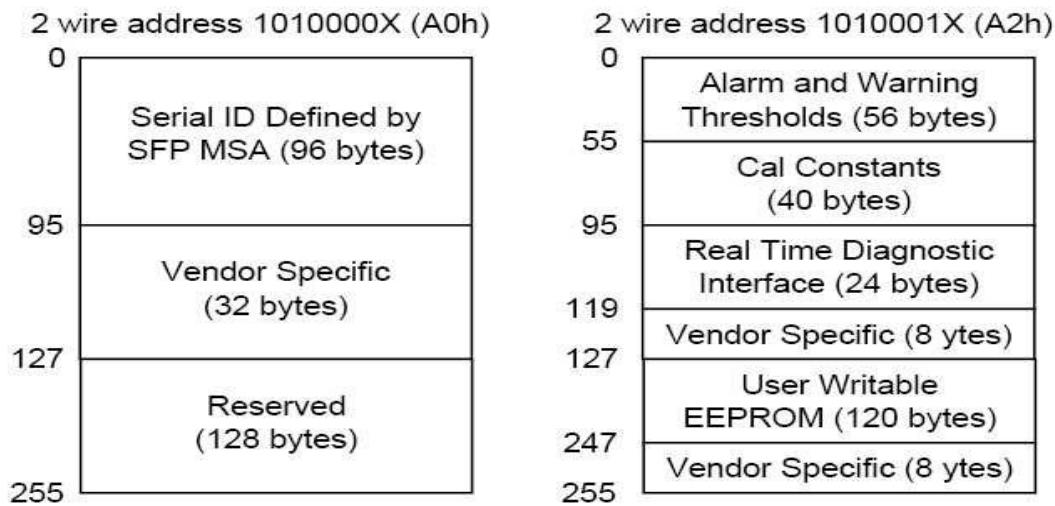 2 wire address 1010000X (A0h)
0
Serial ID Defined by
SFP MSA (96 bytes)
95
Vendor Specific
(32 bytes)
127
Reserved
(128 bytes)
255
2 wire address 1010001X (A2h)
0
Alarm and Warning
Thresholds (56 bytes)
55
Cal Constants
(40 bytes)
95
Real Time Diagnostic
Interface (24 bytes)
119
Vendor Specific (8 ytes)
127
User Writable
EEPROM (120 bytes)
247
Vendor Specific (8 ytes)
255